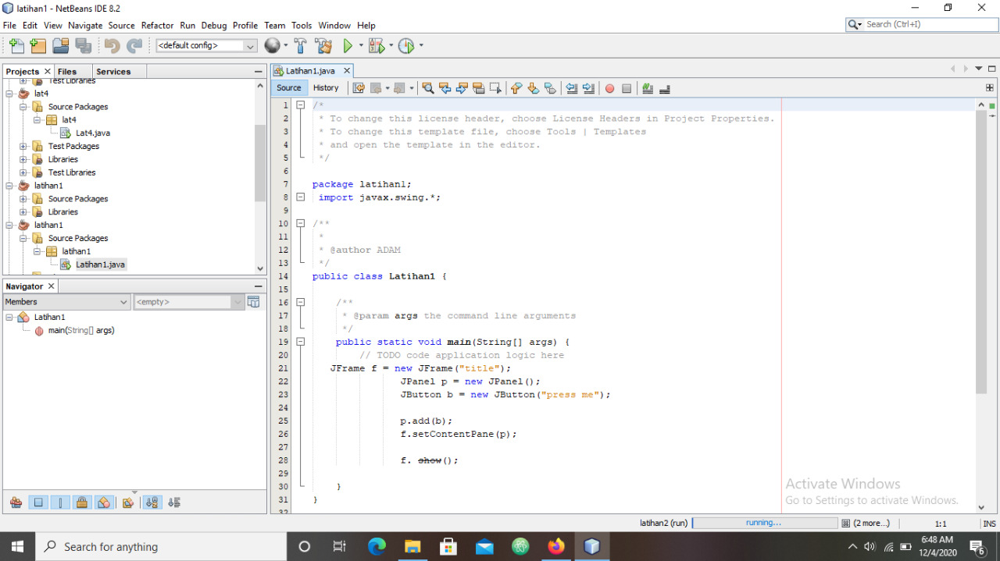 latihan1 - NetBeans IDE 8.2
File Edit View Navigate Source Refactor Run Debug Profile Team Tools Window Help
Search (Ctrl+I)
<default config>
Projects Files Services
Test Libraries
lat4
Source Packages
lat4
Lat4.java
Test Packages
Libraries
Test Libraries
latihan1
Source Packages
Libraries
latihan1
Source Packages
latihan1
Latihan1.java
Navigator
Members <empty>
Latihan1
main(String[] args)
Latihan1.java
Source History
1 /*
2 * To change this license header, choose License Headers in Project Properties.
3 * To change this template file, choose Tools | Templates
4 * and open the template in the editor.
5 */
6
7 package latihan1;
8 import javax.swing.*;
9
10 /**
11 *
12 * @author ADAM
13 */
14 public class Latihan1 {
15
16 /**
17 * @param args the command line arguments
18 */
19 public static void main(String[] args) {
20 // TODO code application logic here
21 JFrame f = new JFrame("title");
22 JPanel p = new JPanel();
23 JButton b = new JButton("press me");
24
25 p.add(b);
26 f.setContentPane(p);
27
28 f. show();
29
30 }
31 }
32
Activate Windows
Go to Settings to activate Windows.
latihan2 (run) running... (2 more...) 1:1 INS
Search for anything
6:48 AM
12/4/2020
6